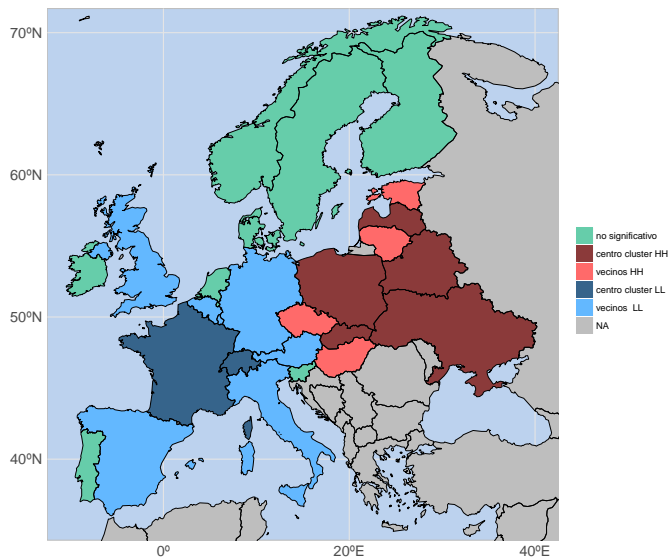 70ºN
60ºN
50ºN
40ºN
0º
20ºE
40ºE
no significativo
centro cluster HH
vecinos HH
centro cluster LL
vecinos LL
NA